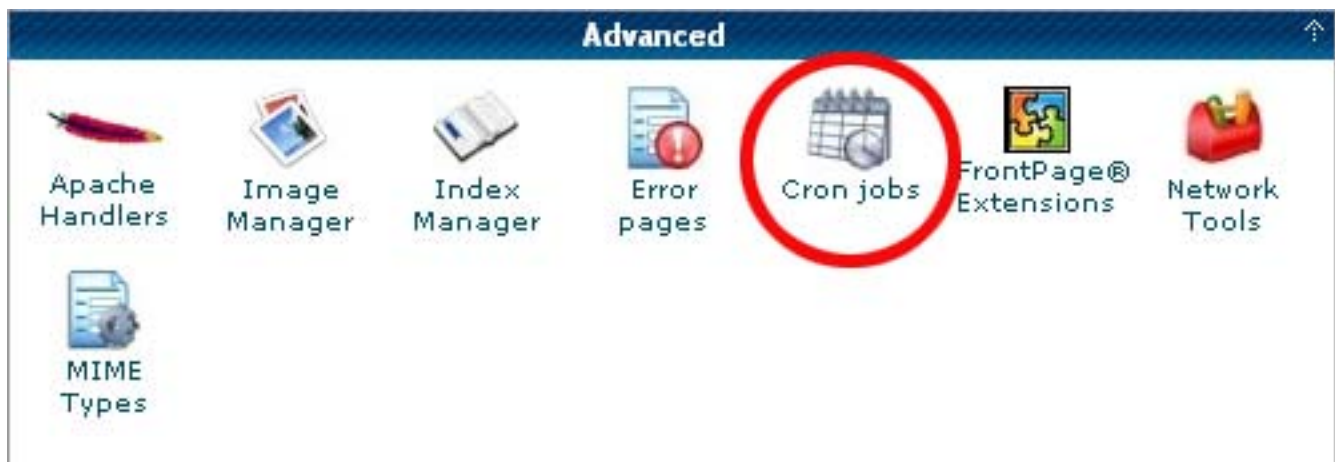 Advanced
Apache
Handlers
Image
Manager
Index
Manager
Error
pages
Cron jobs
FrontPage®
Extensions
Network
Tools
MIME
Types